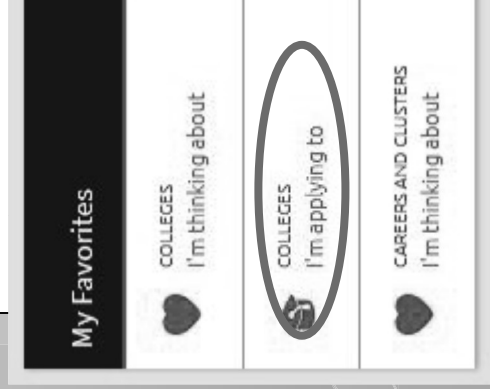 My Favorites
COLLEGES
I'm thinking about
COLLEGES
I'm applying to
CAREERS AND CLUSTERS
I'm thinking about